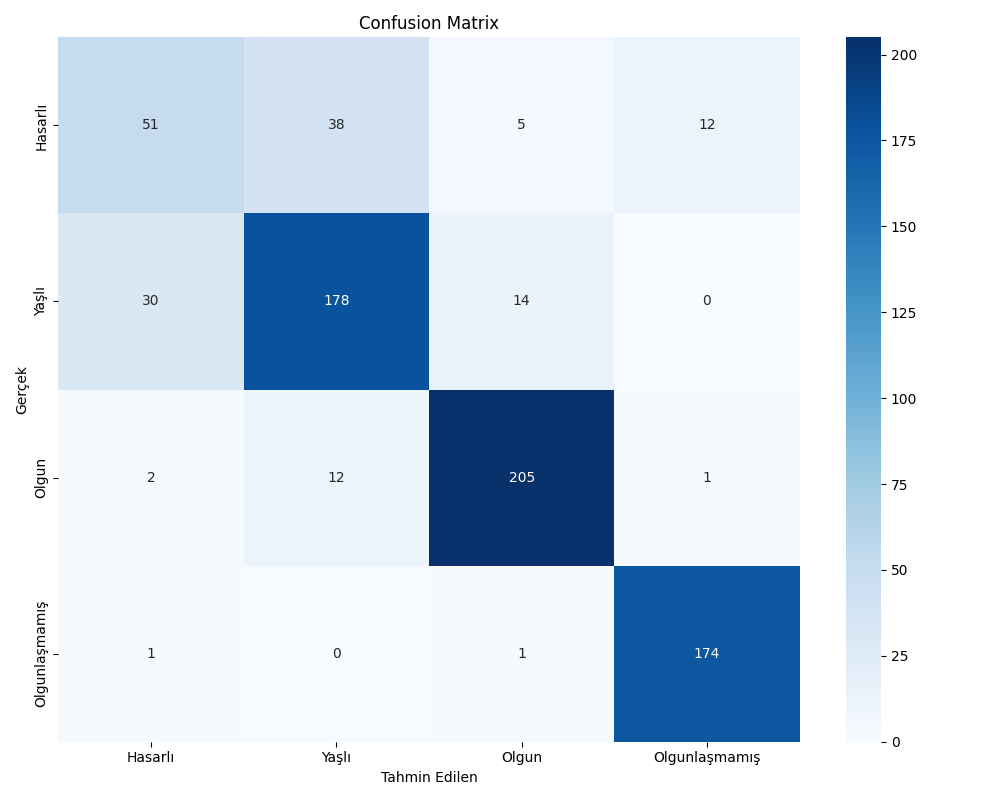 Confusion Matrix
Hasarlı
51
38
5
12
Yaşlı
30
178
14
0
Olgun
2
12
205
1
Olgunlaşmamış
1
0
1
174
Gerçek
Hasarlı
Yaşlı
Olgun
Olgunlaşmamış
Tahmin Edilen
200
175
150
125
100
75
50
25
0